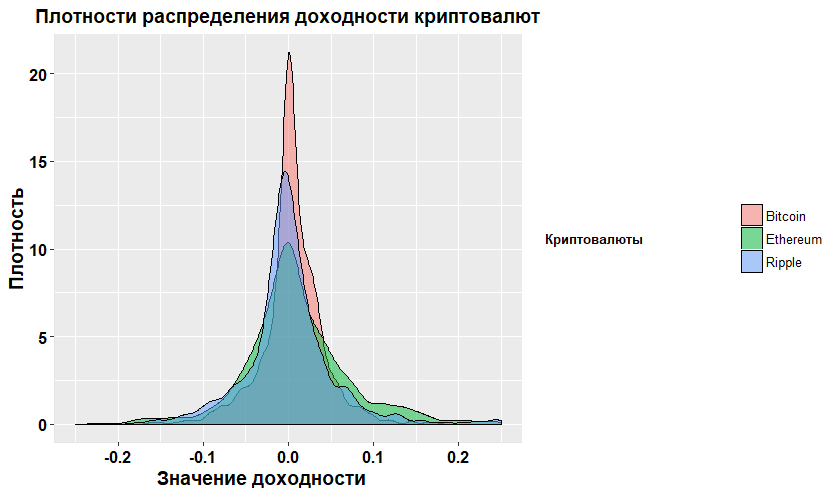 Плотности распределения доходности криптовалют
Плотность
20
15
10
5
0
-0.2 -0.1 0.0 0.1 0.2
Значение доходности
Криптовалюты
Bitcoin
Ethereum
Ripple